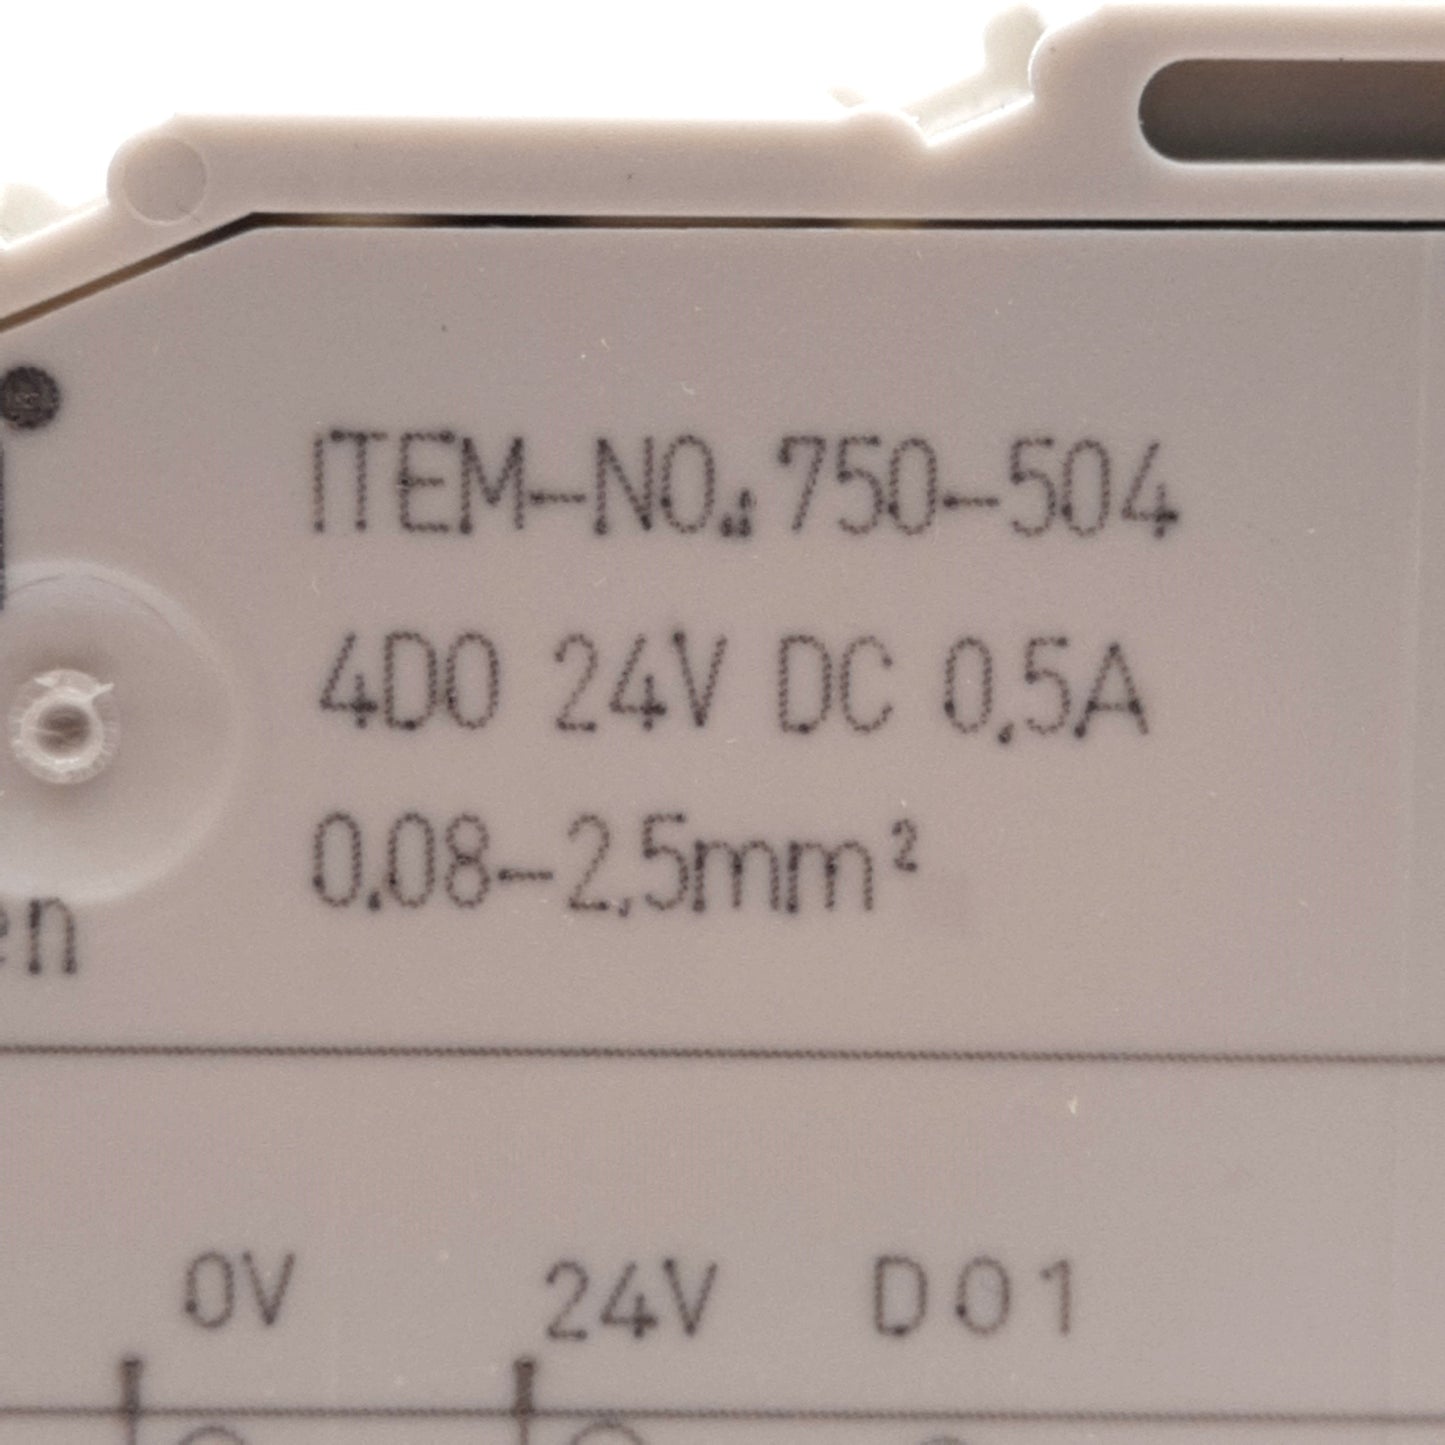 ITEM-NO.:750-504
4DO 24V DC 0.5A
0.08-2.5mm²
en
0V 24V DO1